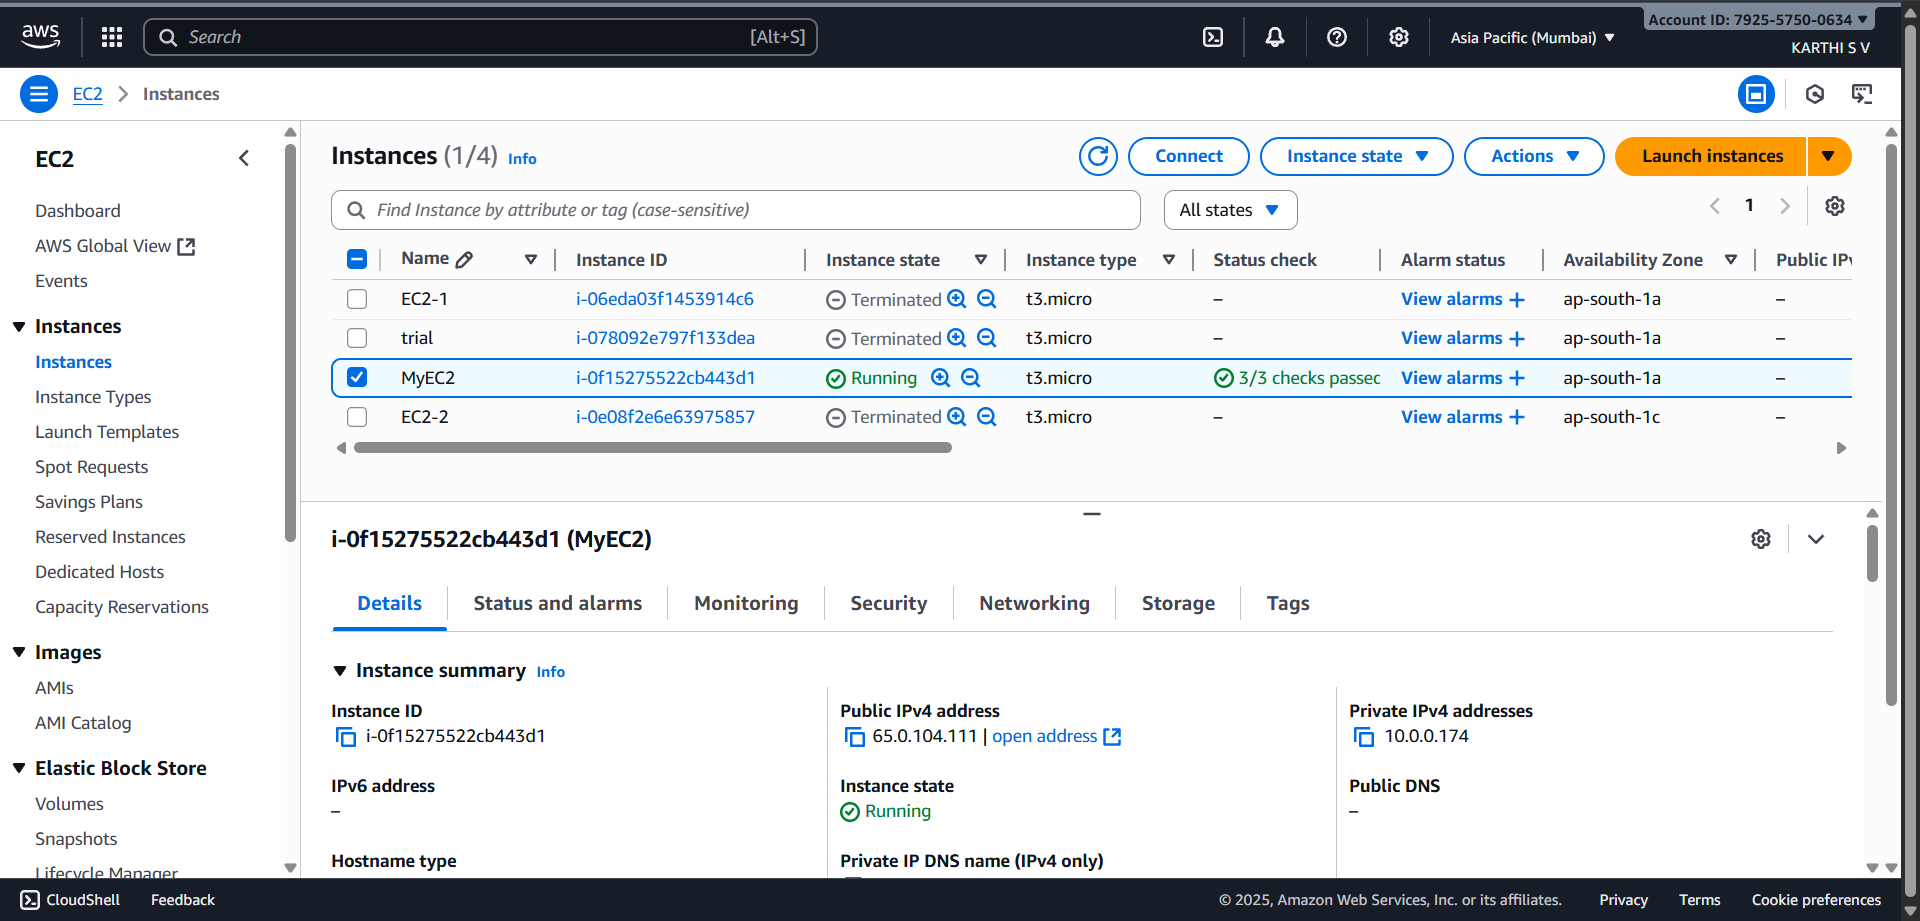 aws
Search [Alt+S]
Asia Pacific (Mumbai)
Account ID: 7925-5750-0634
KARTHI S V
EC2 Instances
EC2
Dashboard
AWS Global View
Events
Instances
Instances
Instance Types
Launch Templates
Spot Requests
Savings Plans
Reserved Instances
Dedicated Hosts
Capacity Reservations
Images
AMIs
AMI Catalog
Elastic Block Store
Volumes
Snapshots
Lifecycle Manager
Instances (1/4) Info
Connect Instance state Actions Launch instances
Find Instance by attribute or tag (case-sensitive) All states 1
Name Instance ID Instance state Instance type Status check Alarm status Availability Zone Public IPv
EC2-1 i-06eda03f1453914c6 Terminated t3.micro – View alarms + ap-south-1a –
trial i-078092e797f133dea Terminated t3.micro – View alarms + ap-south-1a –
MyEC2 i-0f15275522cb443d1 Running t3.micro 3/3 checks passed View alarms + ap-south-1a –
EC2-2 i-0e08f2e6e63975857 Terminated t3.micro – View alarms + ap-south-1c –
i-0f15275522cb443d1 (MyEC2)
Details Status and alarms Monitoring Security Networking Storage Tags
Instance summary Info
Instance ID
i-0f15275522cb443d1
IPv6 address
–
Hostname type
Public IPv4 address
65.0.104.111 | open address
Instance state
Running
Private IP DNS name (IPv4 only)
Private IPv4 addresses
10.0.0.174
Public DNS
–
CloudShell Feedback © 2025, Amazon Web Services, Inc. or its affiliates. Privacy Terms Cookie preferences